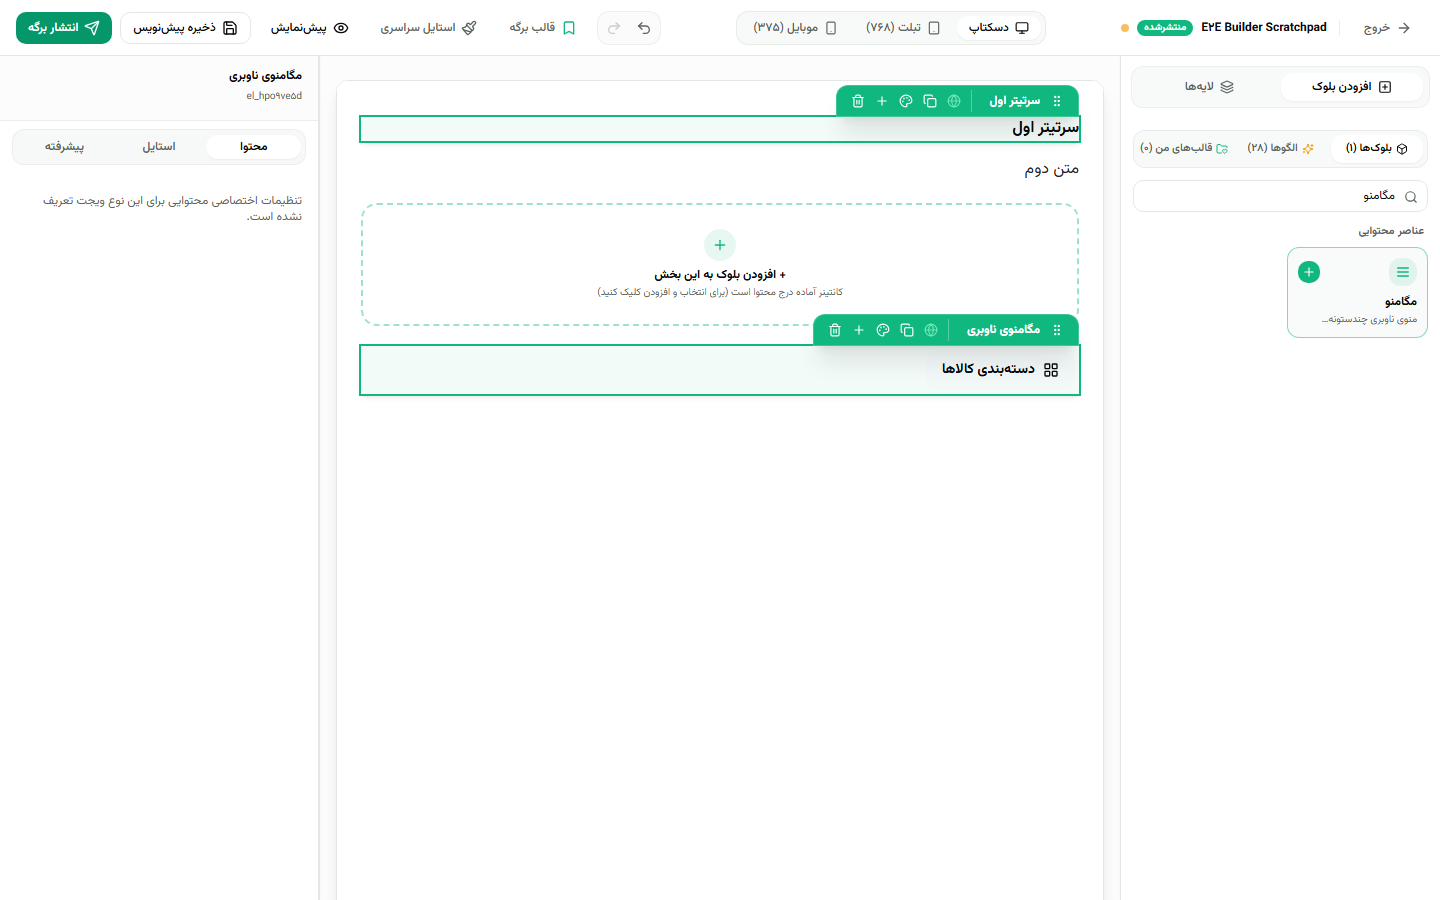 خروج
E۲E Builder Scratchpad
منتشرشده
دسکتاپ
تبلت (۷۶۸)
موبایل (۳۷۵)
قالب برگه
استایل سراسری
پیش‌نمایش
ذخیره پیش‌نویس
انتشار برگه
افزودن بلوک
لایه‌ها
بلوک‌ها (۱)
الگوها (۲۸)
قالب‌های من (۰)
مگامنو
عناصر محتوایی
مگامنو
منوی ناوبری چندستونه...
سرتیتر اول
سرتیتر اول
متن دوم
+ افزودن بلوک به این بخش
کانتینر آماده درج محتوا است (برای انتخاب و افزودن کلیک کنید)
مگامنوی ناوبری
دسته‌بندی کالاها
مگامنوی ناوبری
el_hpo۹ve۵d
محتوا
استایل
پیشرفته
تنظیمات اختصاصی محتوایی برای این نوع ویجت تعریف
نشده است.